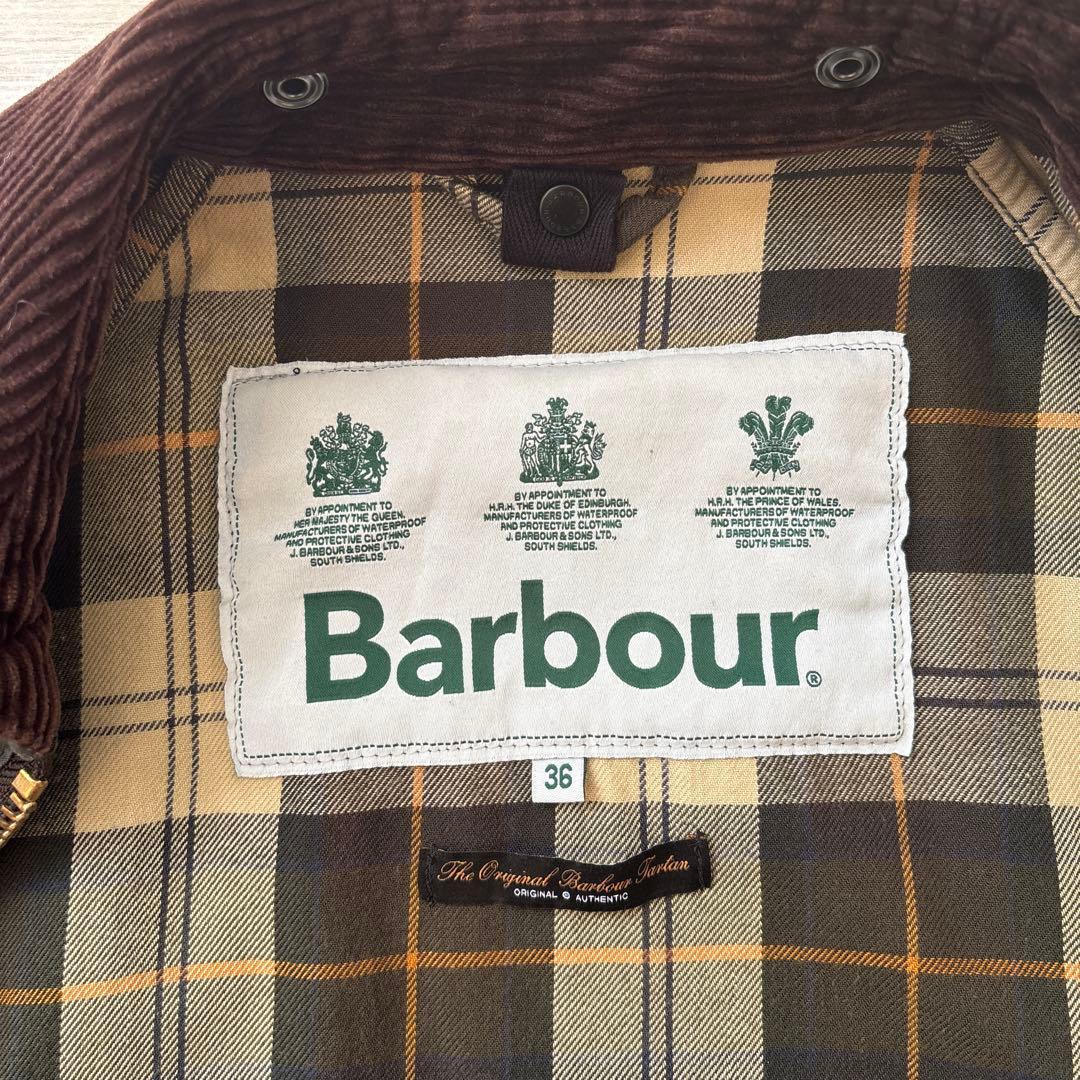 BY APPOINTMENT TO
HER MAJESTY THE QUEEN.
MANUFACTURERS OF WATERPROOF
AND PROTECTIVE CLOTHING
J. BARBOUR & SONS LTD.,
SOUTH SHIELDS.
BY APPOINTMENT TO
H.R.H. THE DUKE OF EDINBURGH.
MANUFACTURERS OF WATERPROOF
AND PROTECTIVE CLOTHING
J. BARBOUR & SONS LTD.,
SOUTH SHIELDS.
BY APPOINTMENT TO
H.R.H. THE PRINCE OF WALES.
MANUFACTURERS OF WATERPROOF
AND PROTECTIVE CLOTHING
J. BARBOUR & SONS LTD.,
SOUTH SHIELDS.
Barbour®
36
The Original Barbour Tartan
ORIGINAL © AUTHENTIC